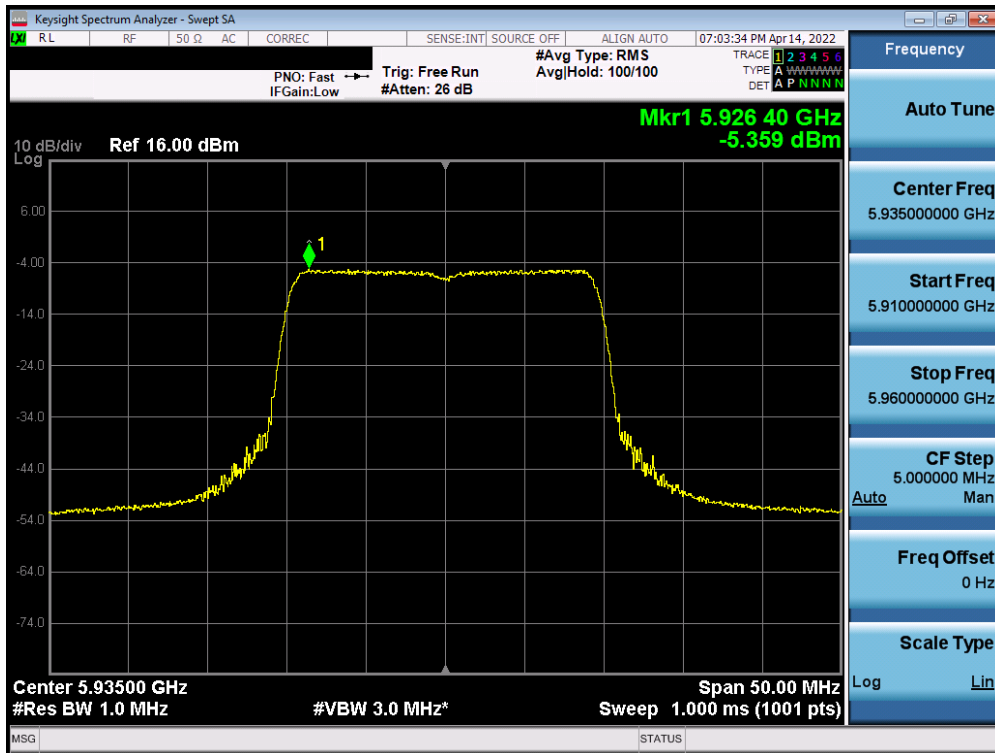 Keysight Spectrum Analyzer - Swept SA
LXI RL RF 50 Ω AC CORREC SENSE:INT SOURCE OFF ALIGN AUTO 07:03:34 PM Apr 14, 2022
PNO: Fast
IFGain:Low
Trig: Free Run
#Atten: 26 dB
#Avg Type: RMS
Avg|Hold: 100/100
TRACE 1 2 3 4 5 6
TYPE A WWWWW
DET A P N N N N
Mkr1 5.926 40 GHz
-5.359 dBm
10 dB/div Ref 16.00 dBm
Log
6.00
1
-4.00
-14.0
-24.0
-34.0
-44.0
-54.0
-64.0
-74.0
Center 5.93500 GHz Span 50.00 MHz
#Res BW 1.0 MHz #VBW 3.0 MHz* Sweep 1.000 ms (1001 pts)
MSG STATUS
Frequency
Auto Tune
Center Freq
5.935000000 GHz
Start Freq
5.910000000 GHz
Stop Freq
5.960000000 GHz
CF Step
5.000000 MHz
Auto Man
Freq Offset
0 Hz
Scale Type
Log Lin